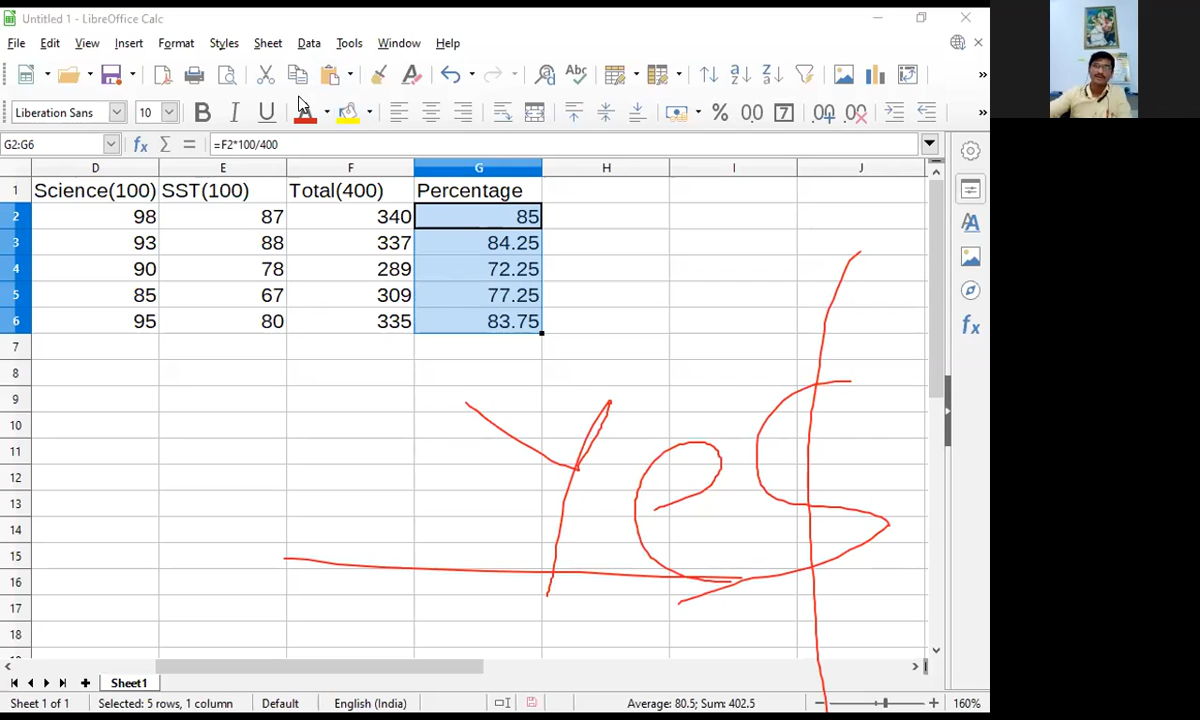 Untitled 1 - LibreOffice Calc
File Edit View Insert Format Styles Sheet Data Tools Window Help
Liberation Sans 10
G2:G6 =F2*100/400
D E F G H I J
1 Science(100) SST(100) Total(400) Percentage
2 98 87 340 85
3 93 88 337 84.25
4 90 78 289 72.25
5 85 67 309 77.25
6 95 80 335 83.75
7
8
9
10
11
12
13
14
15
16
17
18
Yes
Sheet1
Sheet 1 of 1 Selected: 5 rows, 1 column Default English (India) Average: 80.5; Sum: 402.5 160%